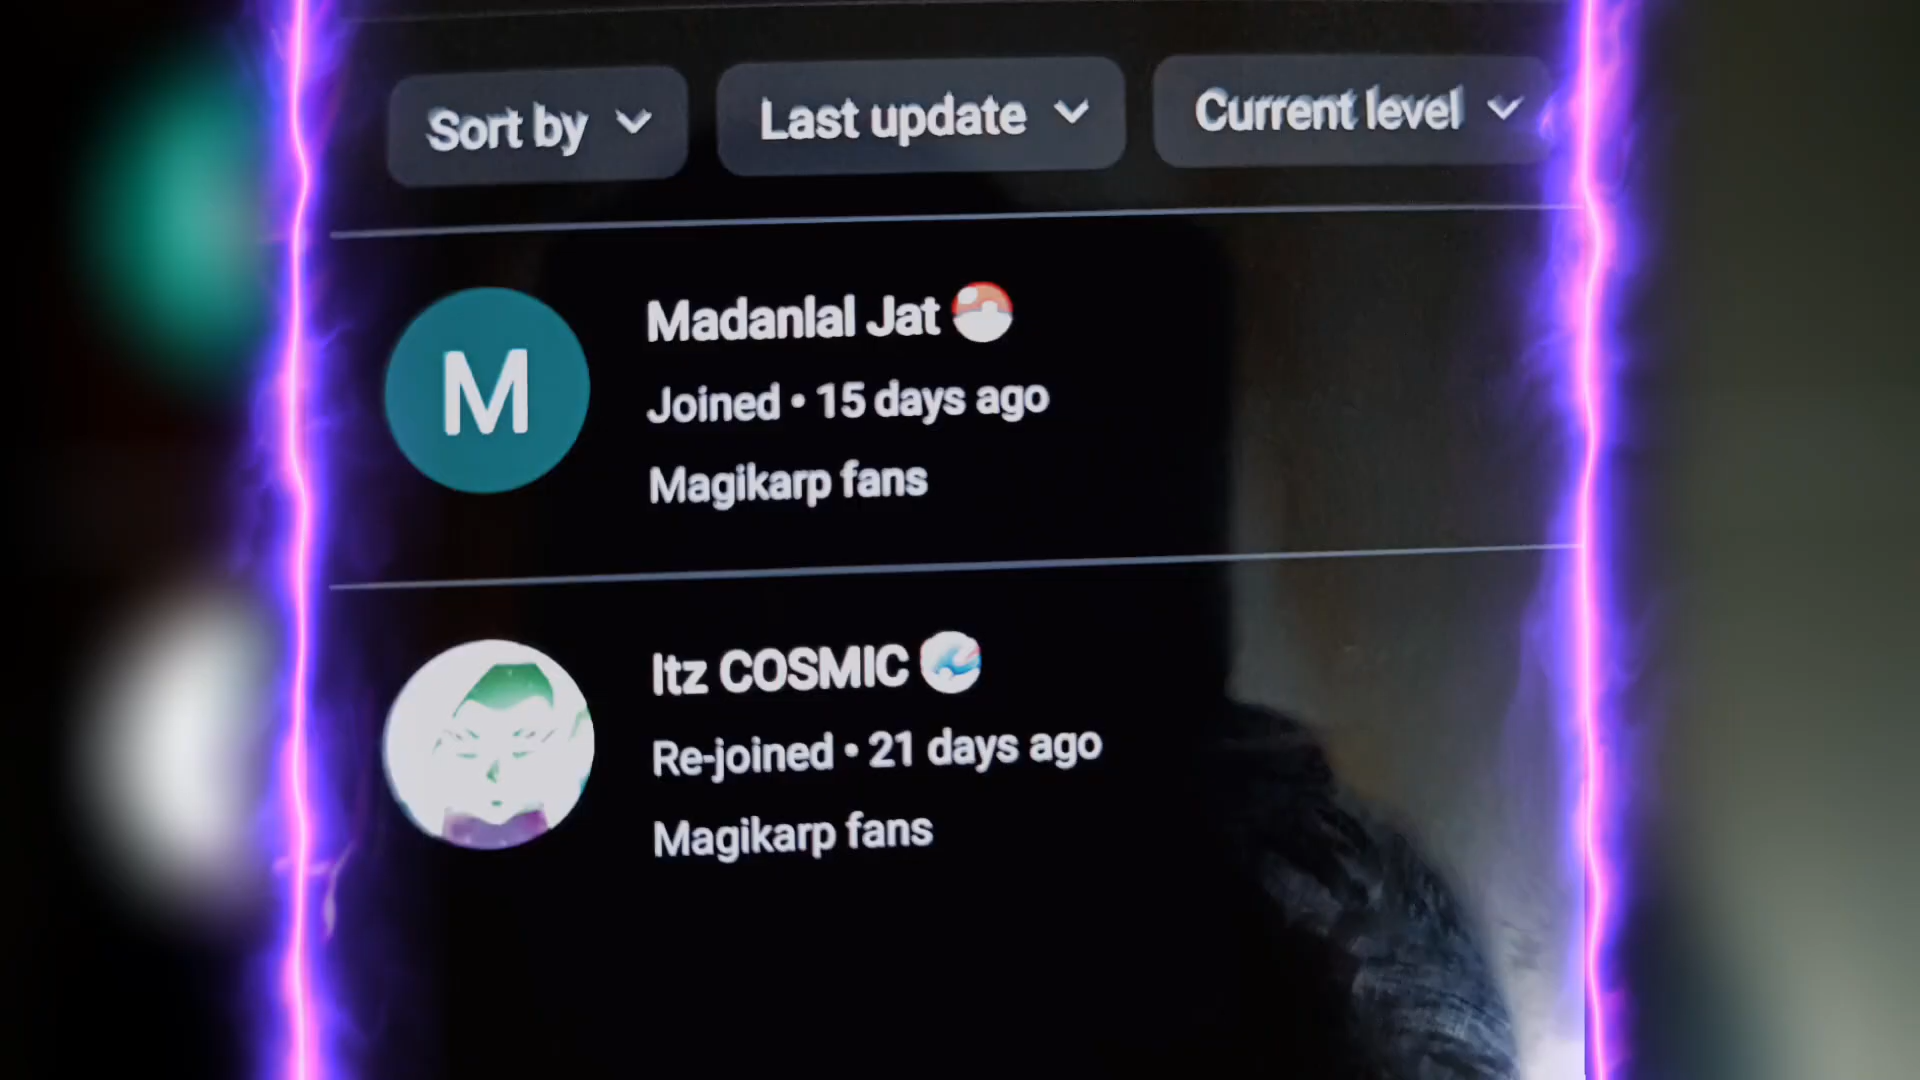 Sort by
Last update
Current level
M
Madanlal Jat
Joined • 15 days ago
Magikarp fans
Itz COSMIC
Re-joined • 21 days ago
Magikarp fans